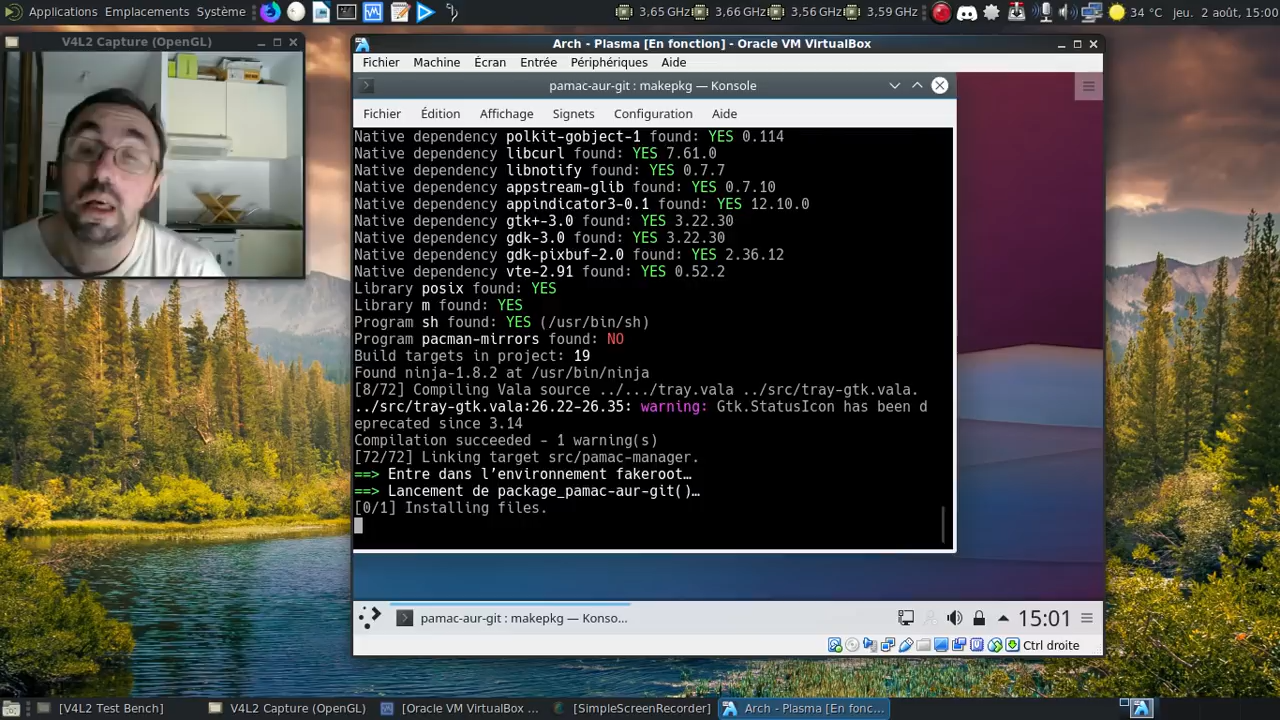 Applications Emplacements Système
3,65 GHz 3,66 GHz 3,56 GHz 3,59 GHz
34 °C jeu. 2 août, 15:00
V4L2 Capture (OpenGL)
Arch - Plasma [En fonction] - Oracle VM VirtualBox
Fichier Machine Écran Entrée Périphériques Aide
pamac-aur-git : makepkg — Konsole
Fichier Édition Affichage Signets Configuration Aide
Native dependency polkit-gobject-1 found: YES 0.114
Native dependency libcurl found: YES 7.61.0
Native dependency libnotify found: YES 0.7.7
Native dependency appstream-glib found: YES 0.7.10
Native dependency appindicator3-0.1 found: YES 12.10.0
Native dependency gtk+-3.0 found: YES 3.22.30
Native dependency gdk-3.0 found: YES 3.22.30
Native dependency gdk-pixbuf-2.0 found: YES 2.36.12
Native dependency vte-2.91 found: YES 0.52.2
Library posix found: YES
Library m found: YES
Program sh found: YES (/usr/bin/sh)
Program pacman-mirrors found: NO
Build targets in project: 19
Found ninja-1.8.2 at /usr/bin/ninja
[8/72] Compiling Vala source ../.../tray.vala ../src/tray-gtk.vala.
../src/tray-gtk.vala:26.22-26.35: warning: Gtk.StatusIcon has been d
eprecated since 3.14
Compilation succeeded - 1 warning(s)
[72/72] Linking target src/pamac-manager.
==> Entre dans l’environnement fakeroot…
==> Lancement de package_pamac-aur-git()…
[0/1] Installing files.
pamac-aur-git : makepkg — Konso...
15:01
Ctrl droite
[V4L2 Test Bench] V4L2 Capture (OpenGL) [Oracle VM VirtualBox ... [SimpleScreenRecorder] Arch - Plasma [En fonc...